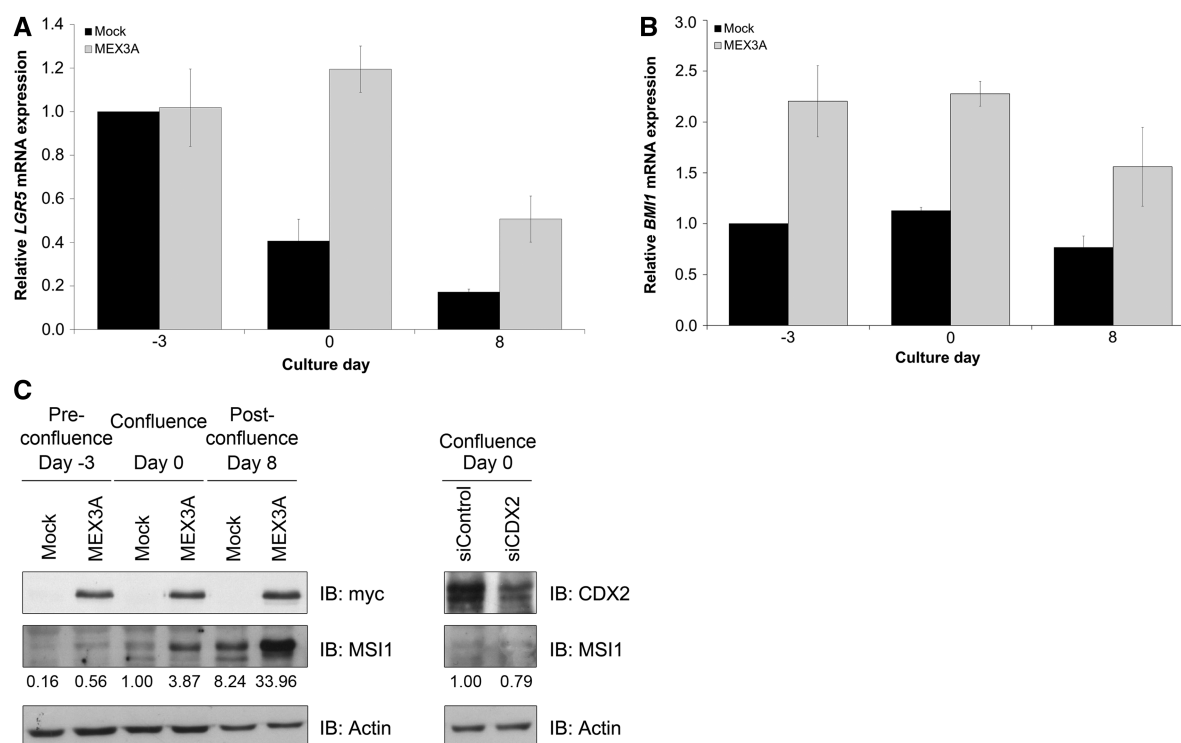 A
Mock
MEX3A
1.4
1.2
1.0
0.8
0.6
0.4
0.2
0.0
Relative LGR5 mRNA expression
-3
0
8
Culture day
B
Mock
MEX3A
3.0
2.5
2.0
1.5
1.0
0.5
0.0
Relative BMI1 mRNA expression
-3
0
8
Culture day
C
Pre-
confluence
Day -3
Confluence
Day 0
Post-
confluence
Day 8
Mock
MEX3A
Mock
MEX3A
Mock
MEX3A
IB: myc
IB: MSI1
0.16 0.56 1.00 3.87 8.24 33.96
IB: Actin
Confluence
Day 0
siControl
siCDX2
IB: CDX2
IB: MSI1
1.00 0.79
IB: Actin